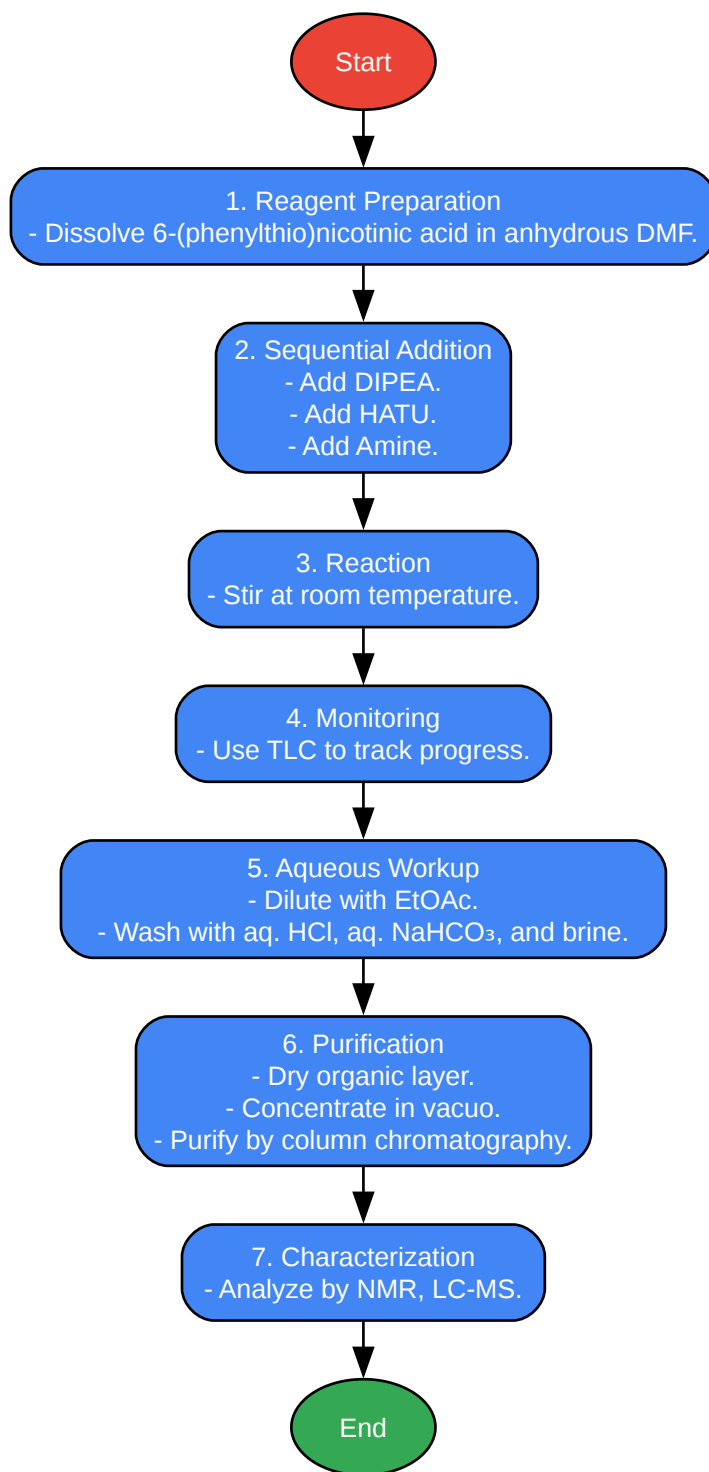 Start
1. Reagent Preparation
- Dissolve 6-(phenylthio)nicotinic acid in anhydrous DMF.
2. Sequential Addition
- Add DIPEA.
- Add HATU.
- Add Amine.
3. Reaction
- Stir at room temperature.
4. Monitoring
- Use TLC to track progress.
5. Aqueous Workup
- Dilute with EtOAc.
- Wash with aq. HCl, aq. NaHCO₃, and brine.
6. Purification
- Dry organic layer.
- Concentrate in vacuo.
- Purify by column chromatography.
7. Characterization
- Analyze by NMR, LC-MS.
End